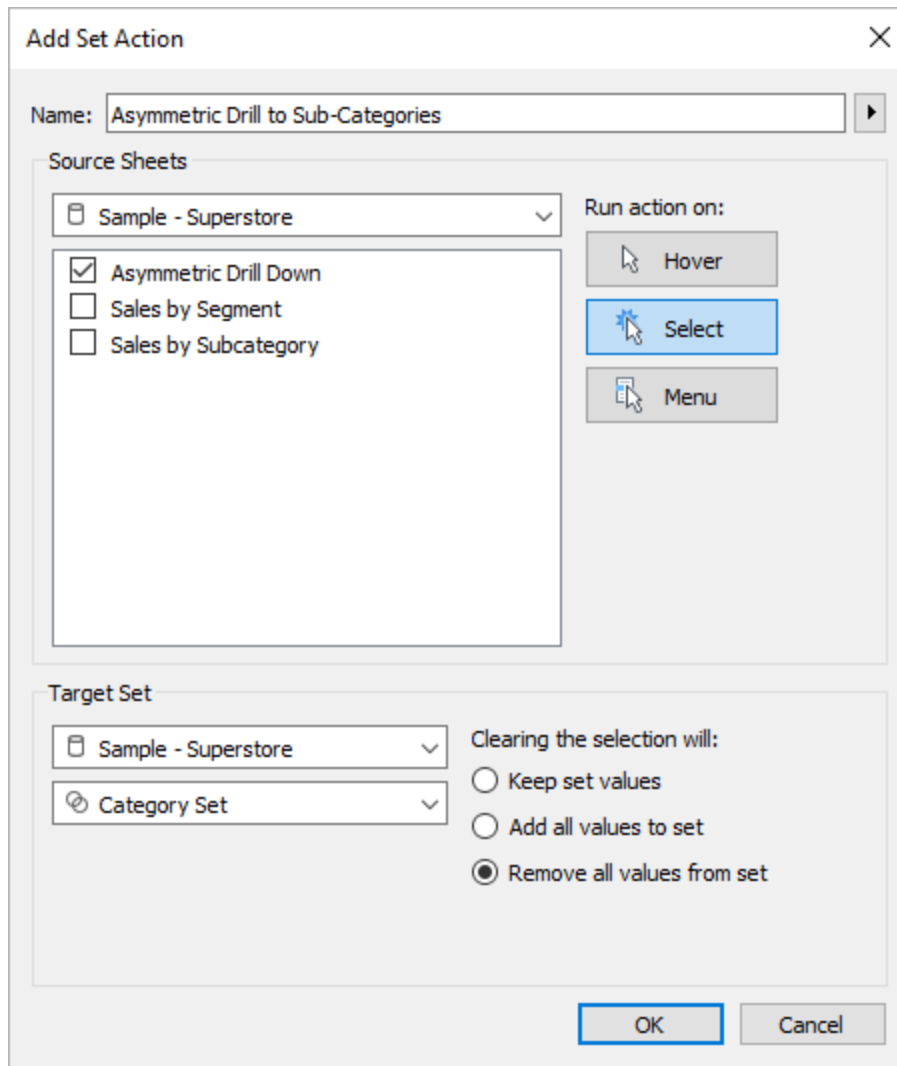 Add Set Action
Name: Asymmetric Drill to Sub-Categories
Source Sheets
Sample - Superstore
Run action on:
Asymmetric Drill Down
Sales by Segment
Sales by Subcategory
Hover
Select
Menu
Target Set
Sample - Superstore
Category Set
Clearing the selection will:
Keep set values
Add all values to set
Remove all values from set
OK
Cancel